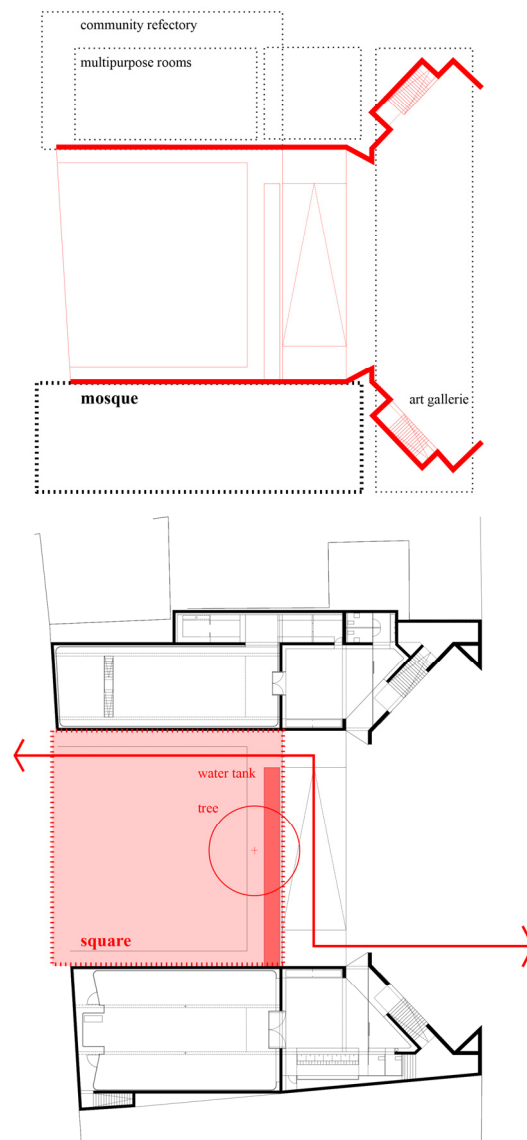 community refectory
multipurpose rooms
mosque
art gallerie
water tank
tree
square